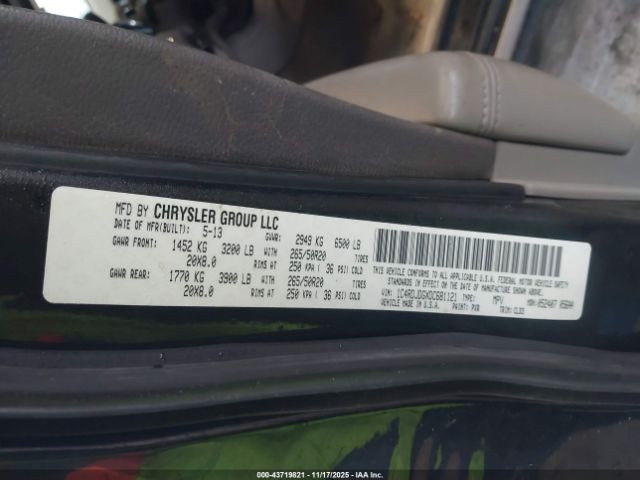 MFD BY CHRYSLER GROUP LLC
DATE OF MFR(BUILT): 5-13 GVWR: 2949 KG 6500 LB
GAWR FRONT: 1452 KG 3200 LB WITH 265/50R20 TIRES
20X8.0 RIMS AT 250 KPA ( 36 PSI) COLD
GAWR REAR: 1770 KG 3900 LB WITH 265/50R20 TIRES
20X8.0 RIMS AT 250 KPA ( 36 PSI) COLD
THIS VEHICLE CONFORMS TO ALL APPLICABLE U.S.A. FEDERAL MOTOR VEHICLE SAFETY
STANDARDS IN EFFECT ON THE DATE OF MANUFACTURE SHOWN ABOVE.
VIN: TYPE: MPV MDH:
VEHICLE MADE IN U.S.A. PAINT: PXR TRIM:
000-43719821 | 11/17/2025 | IAA Inc.